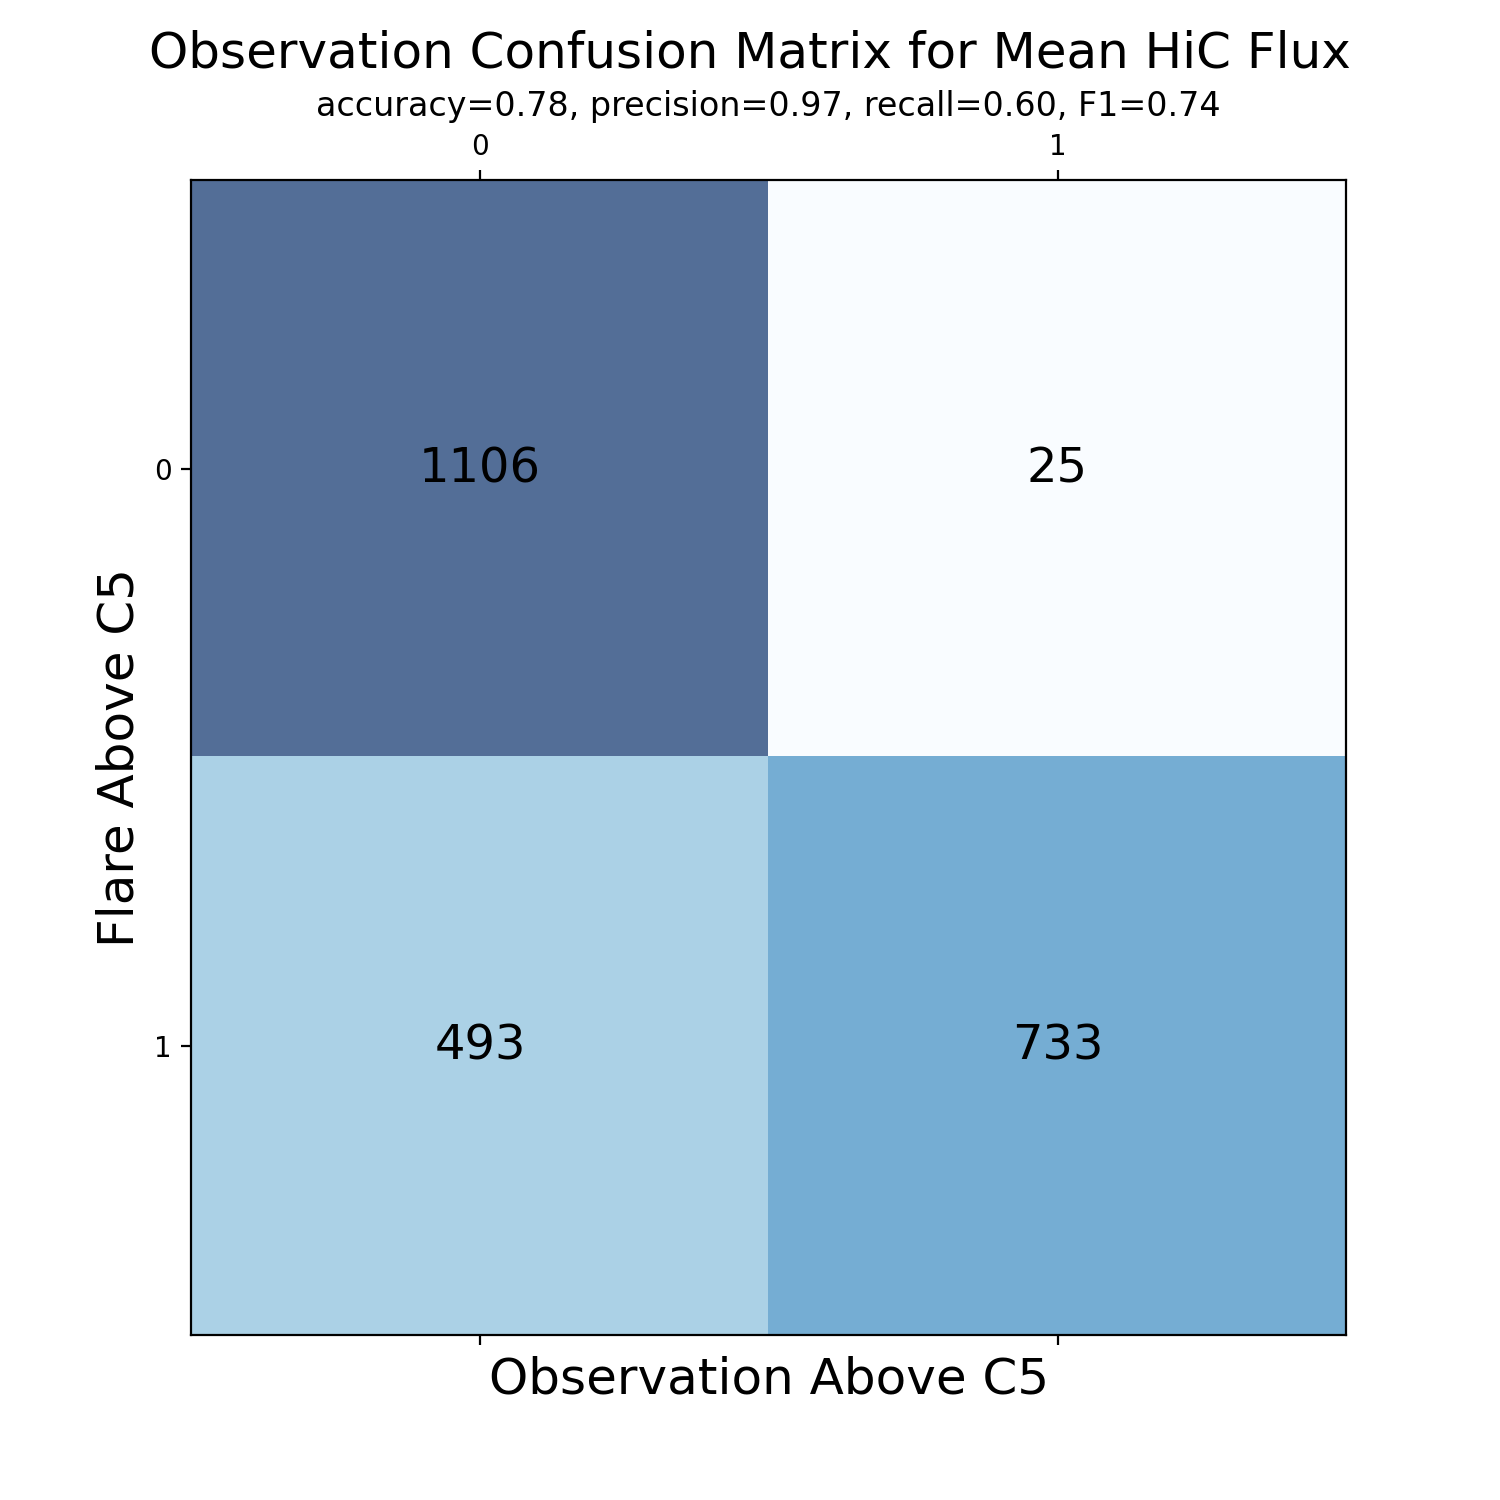 Observation Confusion Matrix for Mean HiC Flux
accuracy=0.78, precision=0.97, recall=0.60, F1=0.74
0 1
0 1106 25
Flare Above C5
1 493 733
Observation Above C5